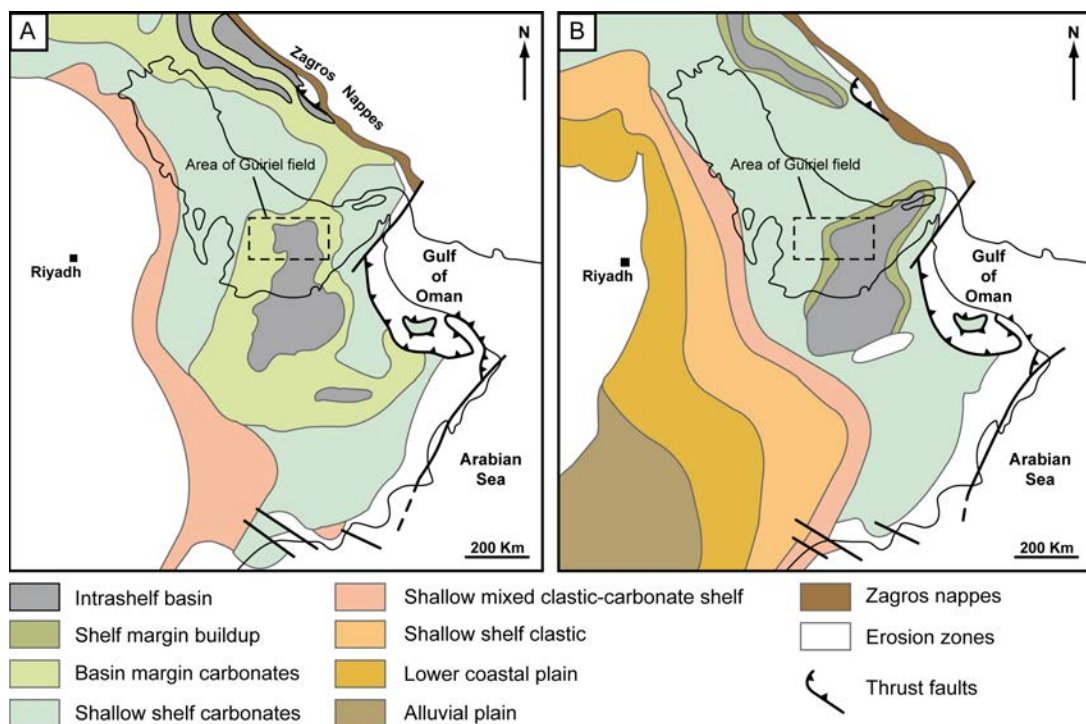 A
N
Zagros Nappes
Area of Guiriel field
Riyadh
Gulf
of
Oman
Arabian
Sea
200 Km
B
N
Area of Guiriel field
Riyadh
Gulf
of
Oman
Arabian
Sea
200 Km
Intrashelf basin
Shelf margin buildup
Basin margin carbonates
Shallow shelf carbonates
Shallow mixed clastic-carbonate shelf
Shallow shelf clastic
Lower coastal plain
Alluvial plain
Zagros nappes
Erosion zones
Thrust faults